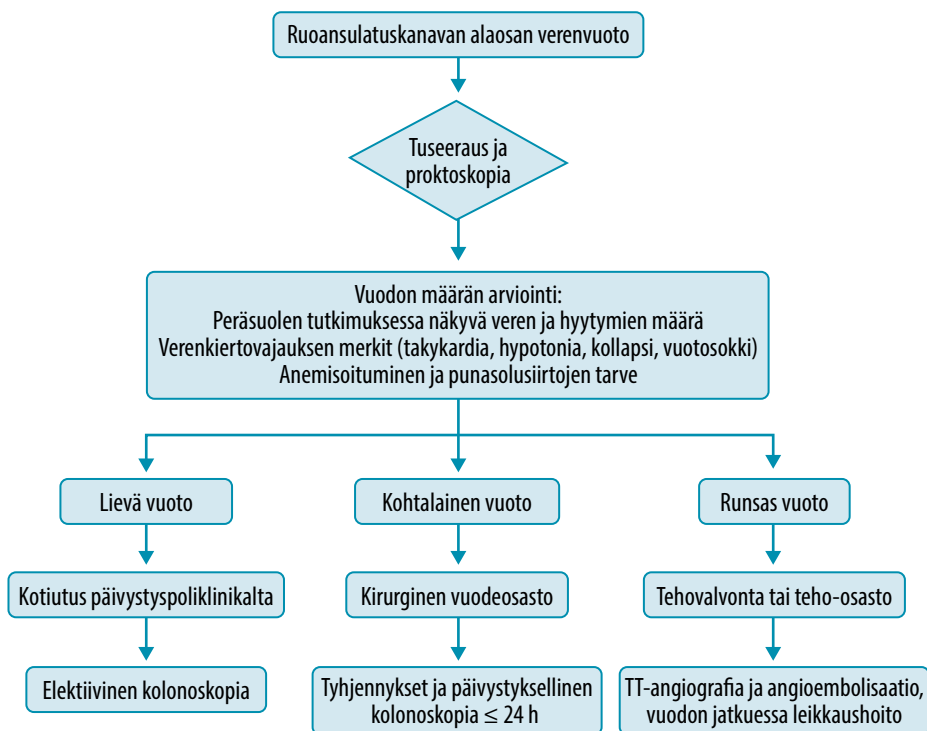 Ruoansulatuskanavan alaosan verenvuoto
Tuseeraus ja
proktoskopia
Vuodon määrän arviointi:
Peräsuolen tutkimuksessa näkyvä veren ja hyytymien määrä
Verenkiertovajauksen merkit (takykardia, hypotonia, kollapsi, vuotosokki)
Anemisoituminen ja punasolusiirtojen tarve
Lievä vuoto
Kohtalainen vuoto
Runsas vuoto
Kotiutus päivystyspoliklinikalta
Kirurginen vuodeosasto
Tehovalvonta tai teho-osasto
Elektiivinen kolonoskopia
Tyhjennykset ja päivystyksellinen
kolonoskopia ≤ 24 h
TT-angiografia ja angioembolisaatio,
vuodon jatkuessa leikkaushoito